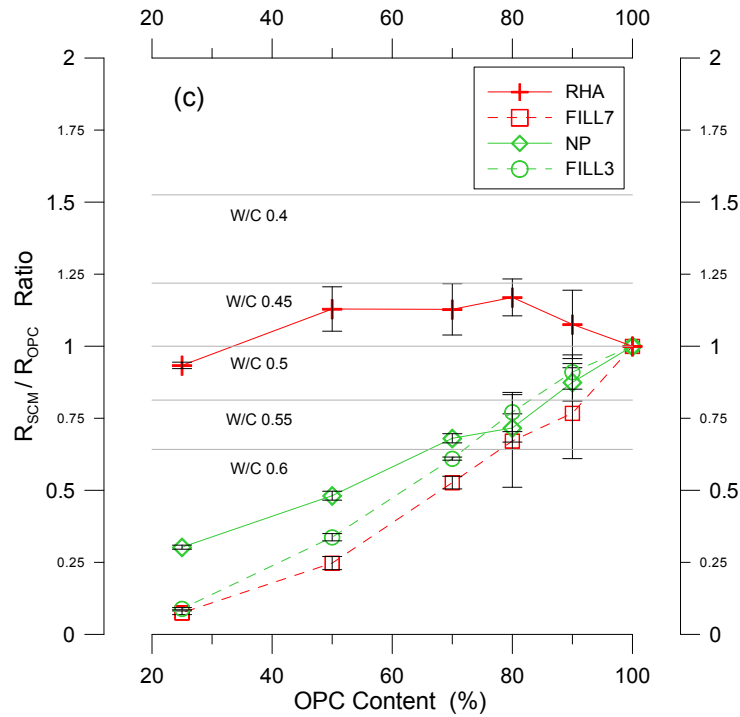 20 40 60 80 100
2 2
(c)
RHA
FILL7
NP
FILL3
1.75 1.75
1.5 1.5
W/C 0.4
1.25 1.25
W/C 0.45
1 1
W/C 0.5
0.75 0.75
W/C 0.55
W/C 0.6
0.5 0.5
0.25 0.25
0 0
R_SCM / R_OPC Ratio
20 40 60 80 100
OPC Content (%)